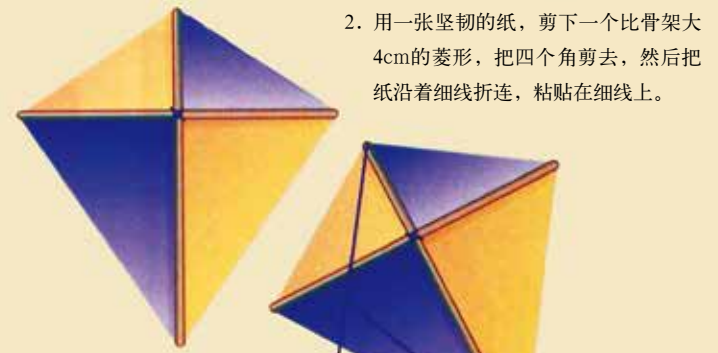 2．用一张坚韧的纸，剪下一个比骨架大
4cm的菱形，把四个角剪去，然后把
纸沿着细线折连，粘贴在细线上。